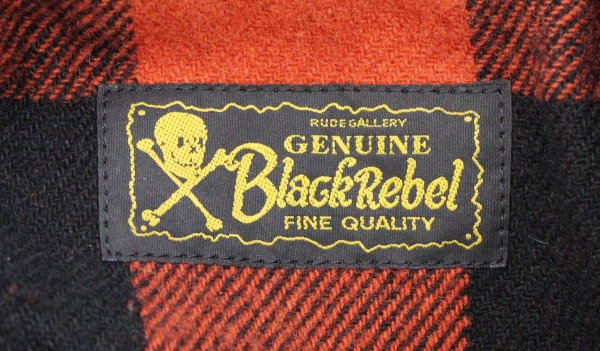 RUDE GALLERY
GENUINE
BlackRebel
FINE QUALITY